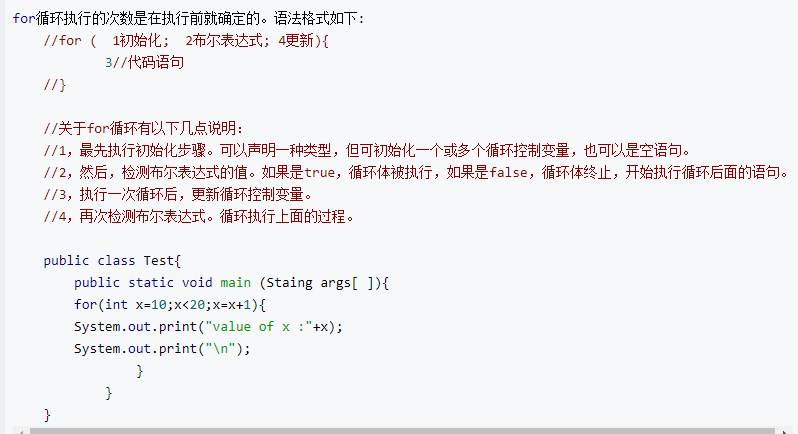 for循环执行的次数是在执行前就确定的。语法格式如下:
//for ( 1初始化; 2布尔表达式; 4更新){
3//代码语句
//}
//关于for循环有以下几点说明:
//1, 最先执行初始化步骤。可以声明一种类型, 但可初始化一个或多个循环控制变量, 也可以是空语句。
//2, 然后, 检测布尔表达式的值。如果是true, 循环体被执行, 如果是false, 循环体终止, 开始执行循环后面的语句。
//3, 执行一次循环后, 更新循环控制变量。
//4, 再次检测布尔表达式。循环执行上面的过程。
public class Test{
public static void main (Staing args[ ]){
for(int x=10;x<20;x=x+1){
System.out.print("value of x :"+x);
System.out.print("\n");
}
}
}